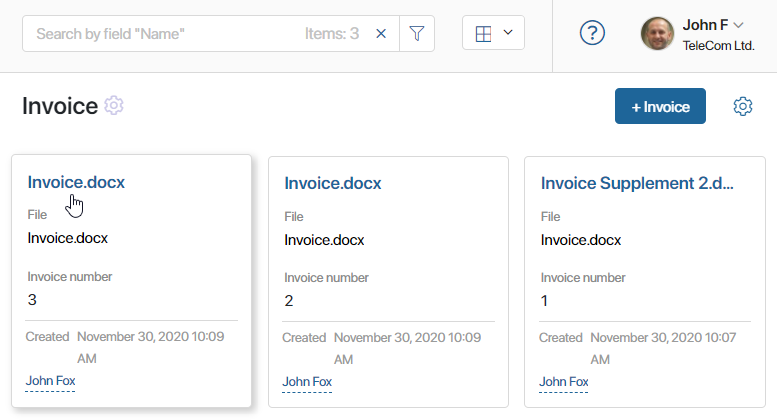 Search by field "Name" Items: 3
John F
TeleCom Ltd.
Invoice
+ Invoice
Invoice.docx
File
Invoice.docx
Invoice number
3
Created November 30, 2020 10:09
AM
John Fox
Invoice.docx
File
Invoice.docx
Invoice number
2
Created November 30, 2020 10:09
AM
John Fox
Invoice Supplement 2.d...
File
Invoice.docx
Invoice number
1
Created November 30, 2020 10:07
AM
John Fox